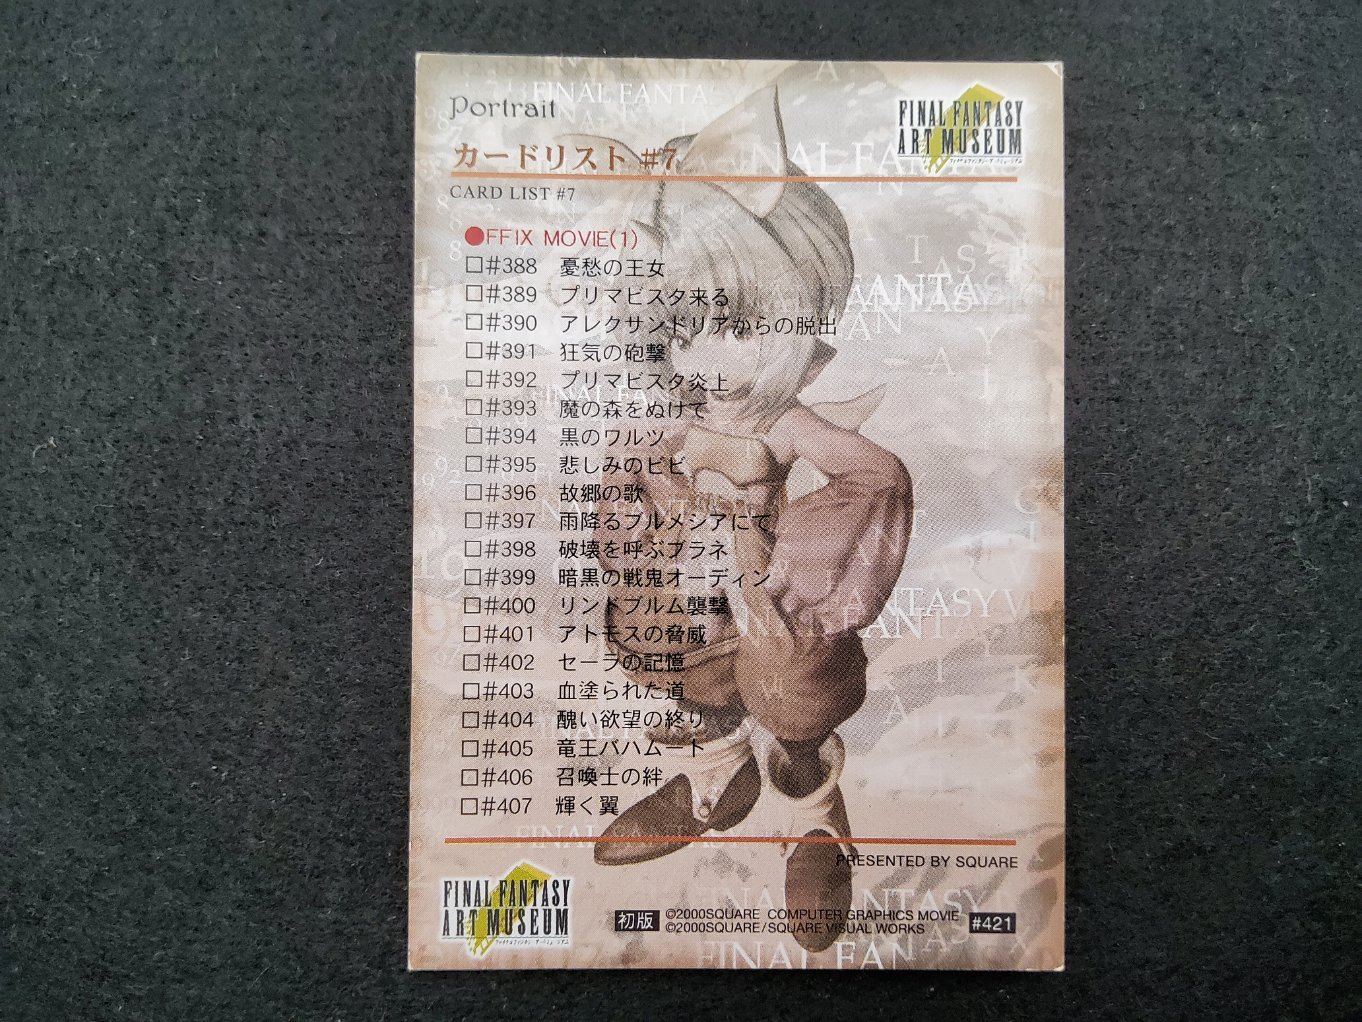 Portrait
FINAL FANTASY
ART MUSEUM
カードリスト #7
CARD LIST #7
●FFIX MOVIE(1)
□#388 憂愁の王女
□#389 プリマビスタ来る
□#390 アレクサンドリアからの脱出
□#391 狂気の砲撃
□#392 プリマビスタ炎上
□#393 魔の森をぬけて
□#394 黒のワルツ
□#395 悲しみのビビ
□#396 故郷の歌
□#397 雨降るブルメシアにて
□#398 破壊を呼ぶブラネ
□#399 暗黒の戦鬼オーディン
□#400 リンドブルム襲撃
□#401 アトモスの脅威
□#402 セーラの記憶
□#403 血塗られた道
□#404 醜い欲望の終り
□#405 竜王バハムート
□#406 召喚士の絆
□#407 輝く翼
PRESENTED BY SQUARE
FINAL FANTASY
ART MUSEUM
初版
©2000SQUARE COMPUTER GRAPHICS MOVIE
©2000SQUARE/SQUARE VISUAL WORKS
#421